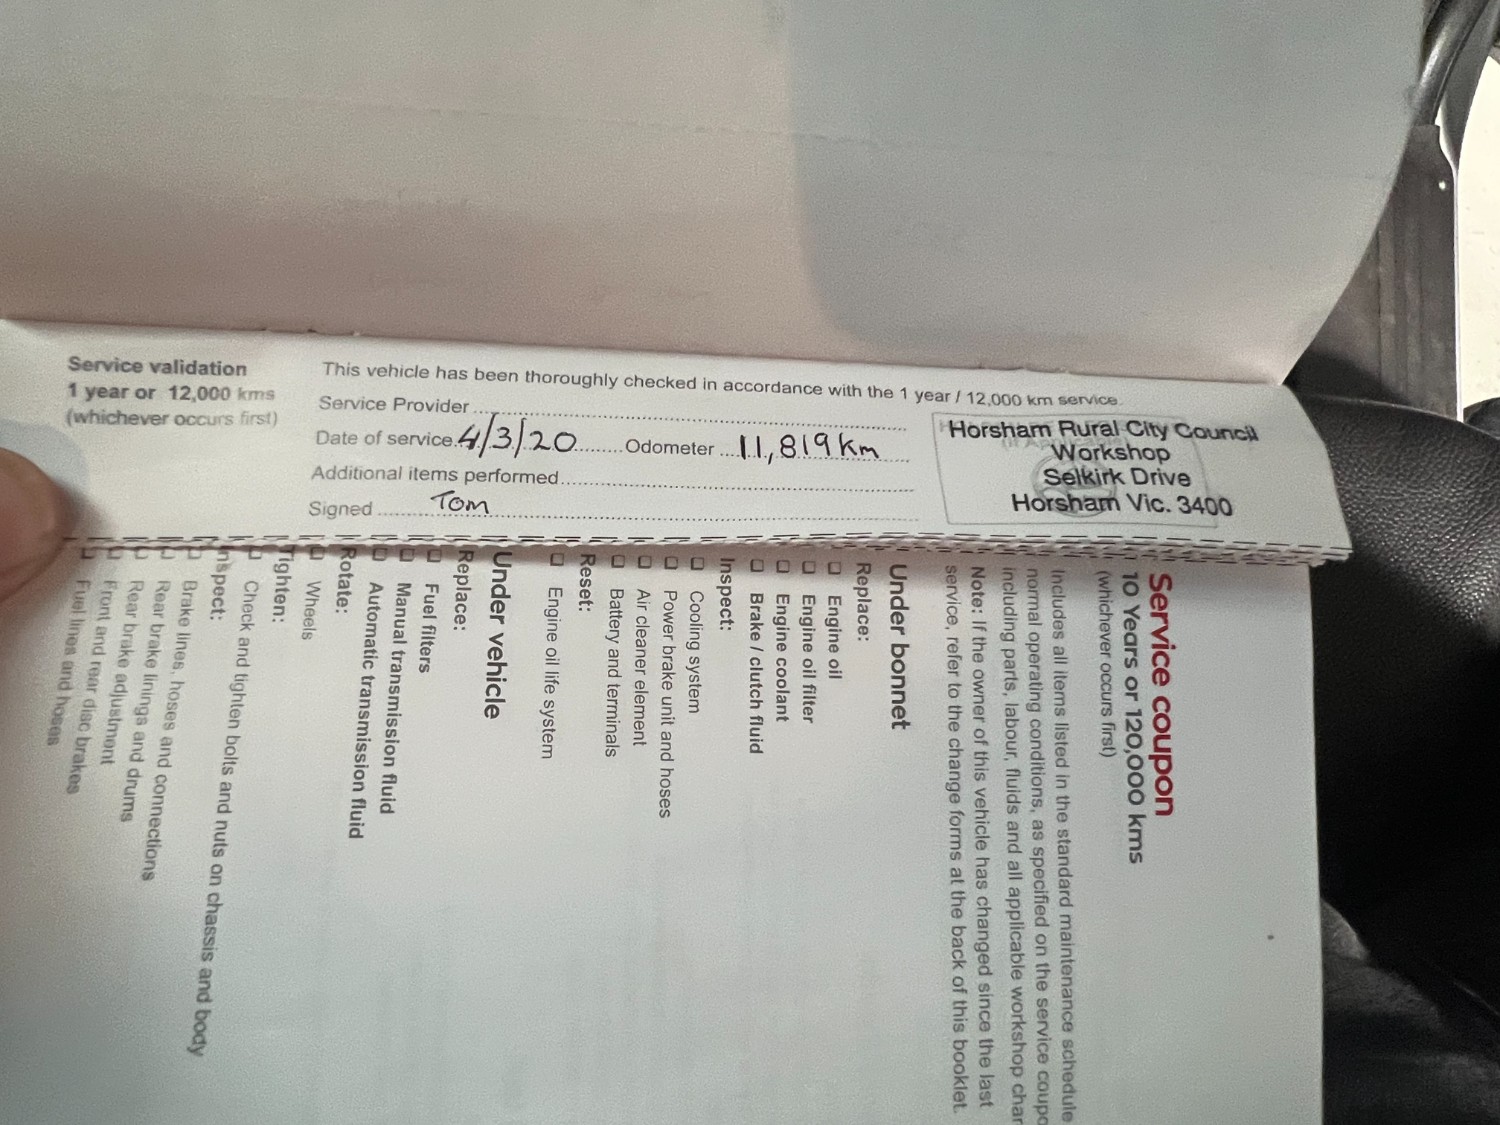 Service validation
1 year or 12,000 kms
(whichever occurs first)
This vehicle has been thoroughly checked in accordance with the 1 year / 12,000 km service.
Service Provider
Date of service 4/3/20 Odometer 11,819 km
Additional items performed
Signed Tom
Horsham Rural City Council
Workshop
Selkirk Drive
Horsham Vic. 3400
Service coupon
10 Years or 120,000 kms
(whichever occurs first)
Includes all items listed in the standard maintenance schedule
normal operating conditions, as specified on the service
including parts, labour, fluids and all applicable workshop
Note: If the owner of this vehicle has changed since the last
service, refer to the change forms at the back of this booklet.
Under bonnet
Replace:
Engine oil
Engine oil filter
Engine coolant
Brake / clutch fluid
Inspect:
Cooling system
Power brake unit and hoses
Air cleaner element
Battery and terminals
Reset:
Engine oil life system
Under vehicle
Replace:
Fuel filters
Manual transmission fluid
Automatic transmission fluid
Rotate:
Wheels
Tighten:
Check and tighten bolts and nuts on chassis and body
Inspect:
Brake lines, hoses and connections
Rear brake linings and drums
Rear brake adjustment
Front and rear disc brakes
Fuel lines and hoses